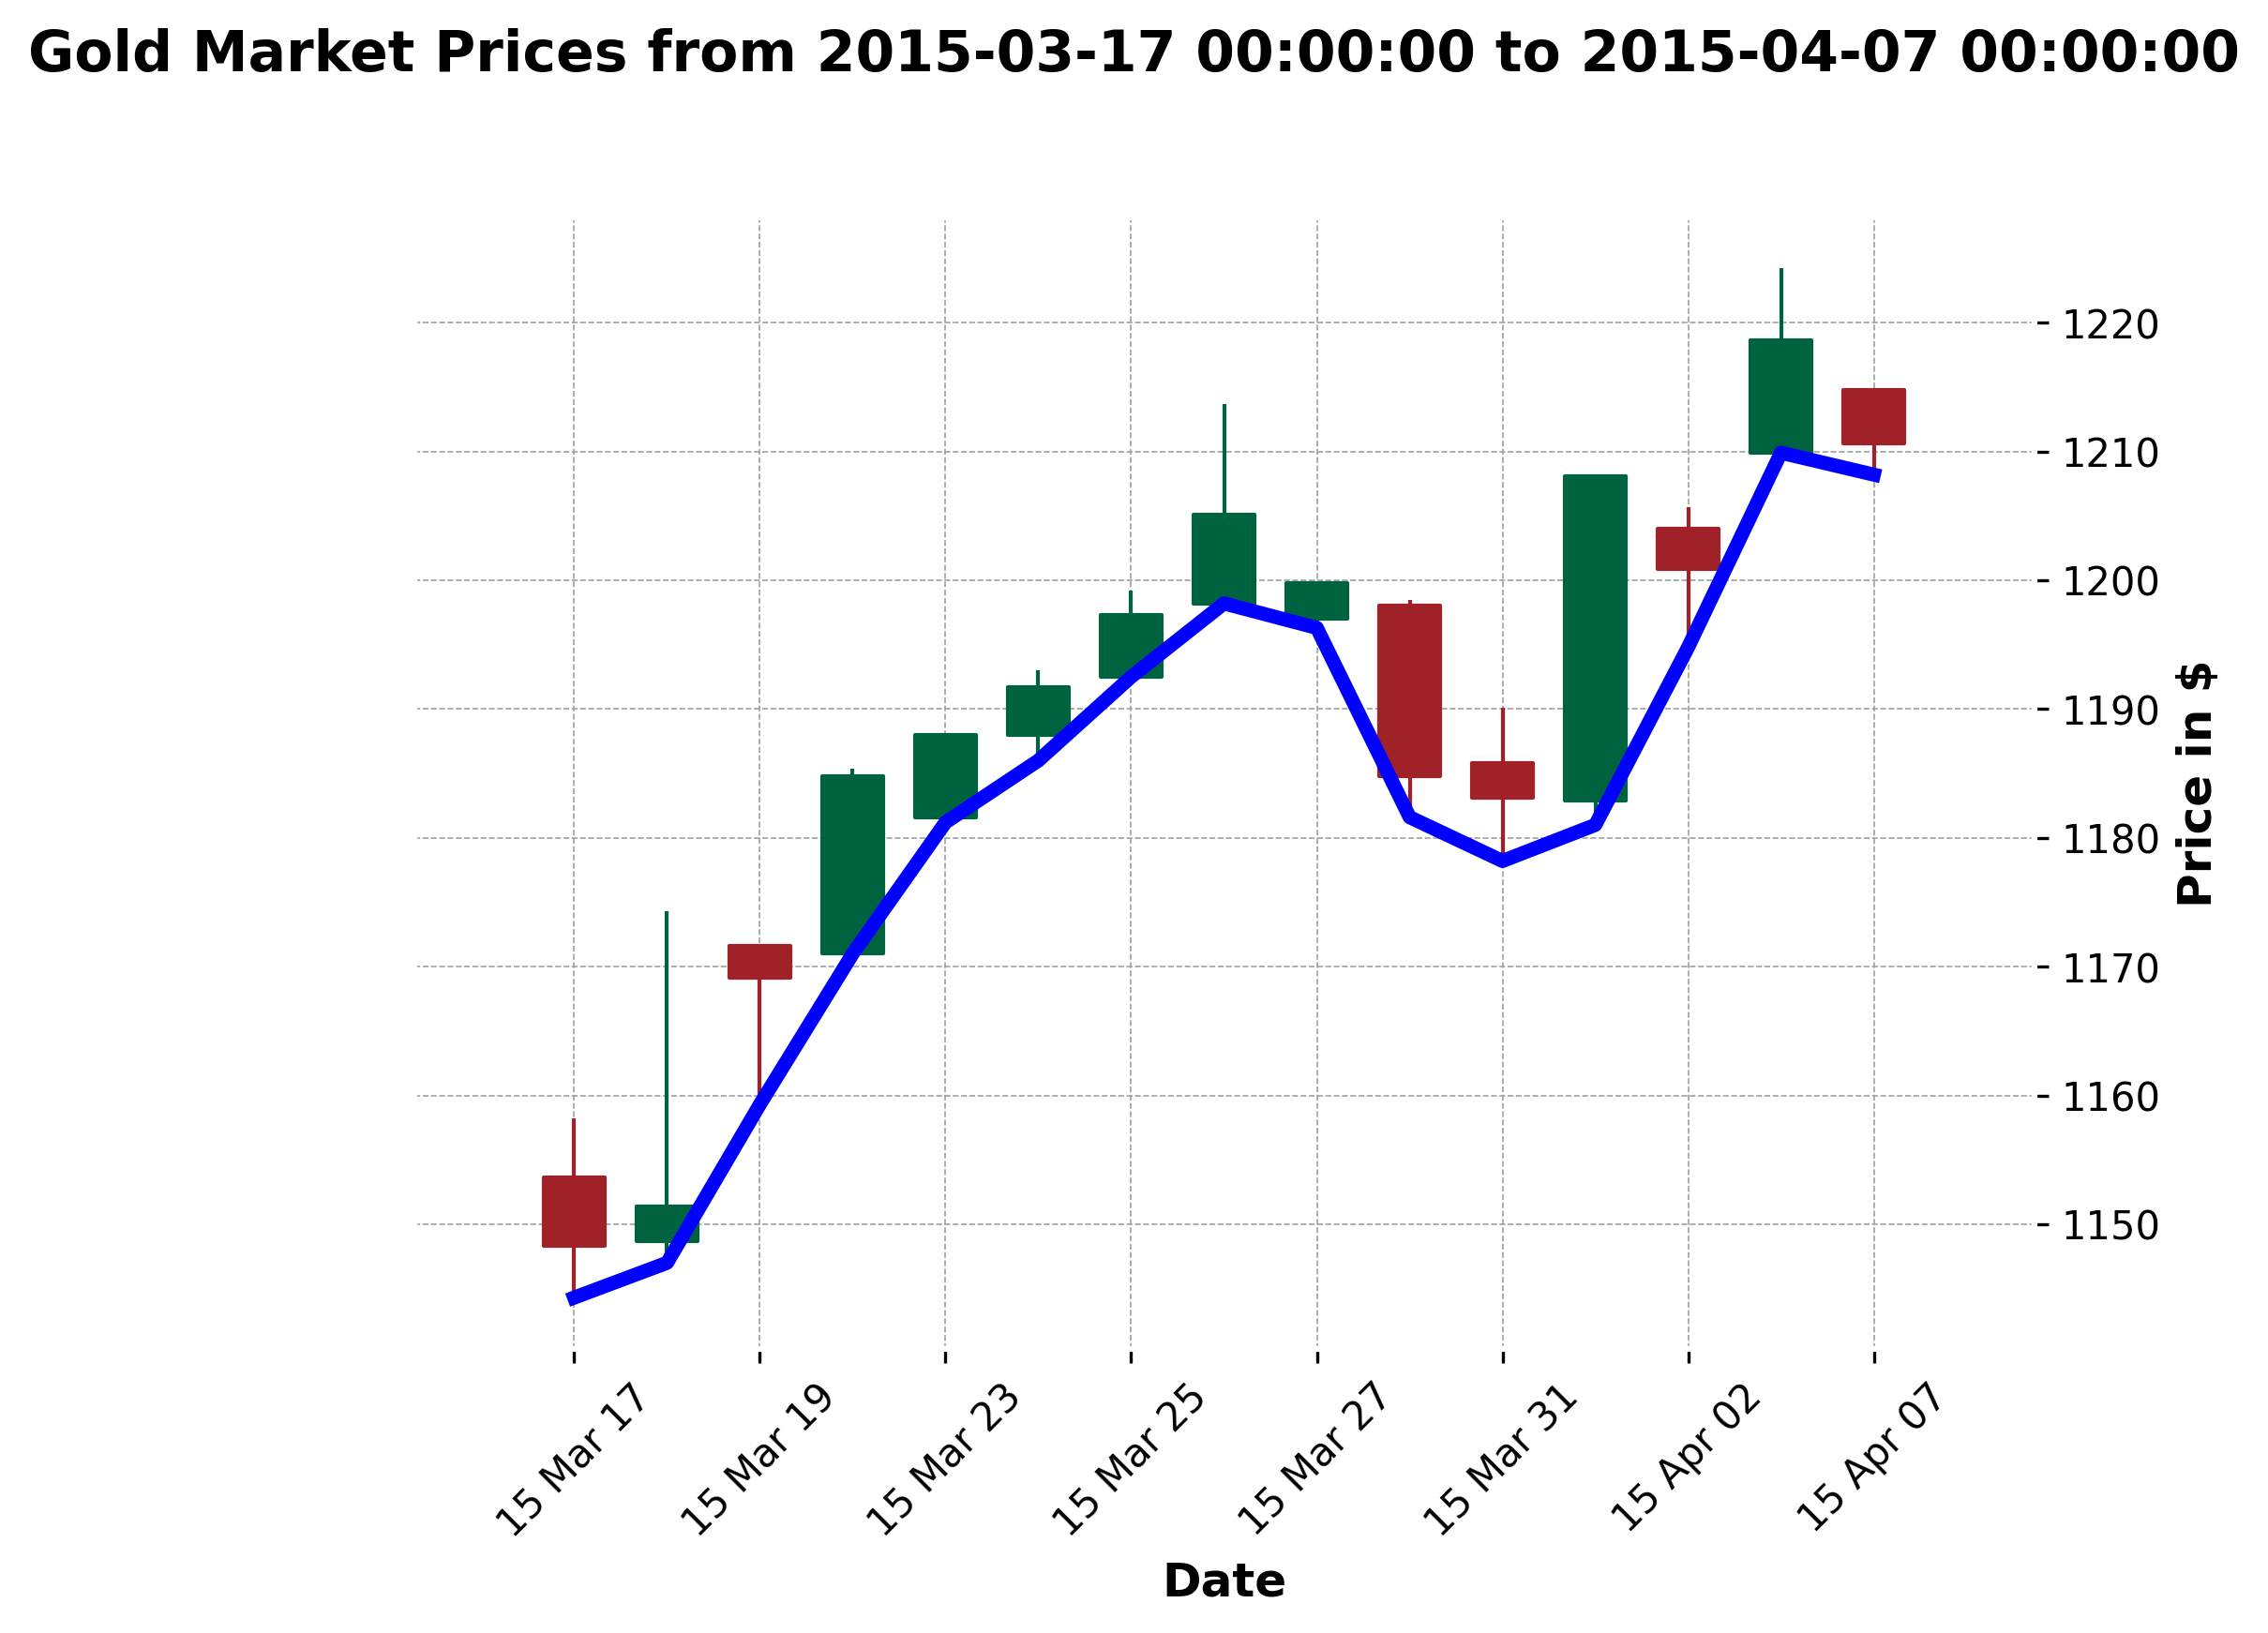 Gold Market Prices from 2015-03-17 00:00:00 to 2015-04-07 00:00:00
1220
1210
1200
1190
1180
1170
1160
1150
Price in $
15 Mar 17
15 Mar 19
15 Mar 23
15 Mar 25
15 Mar 27
15 Mar 31
15 Apr 02
15 Apr 07
Date